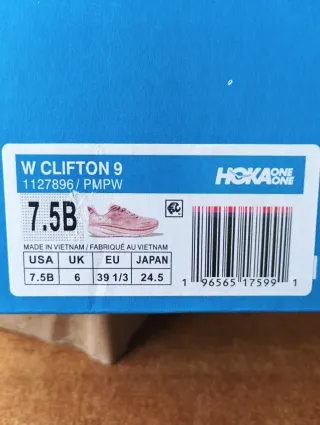 W CLIFTON 9
1127896/ PMPW
HOKA ONE ONE
7.5B
MADE IN VIETNAM / FABRIQUÉ AU VIETNAM
USA UK EU JAPAN
7.5B 6 39 1/3 24.5
1 96565 17599 1